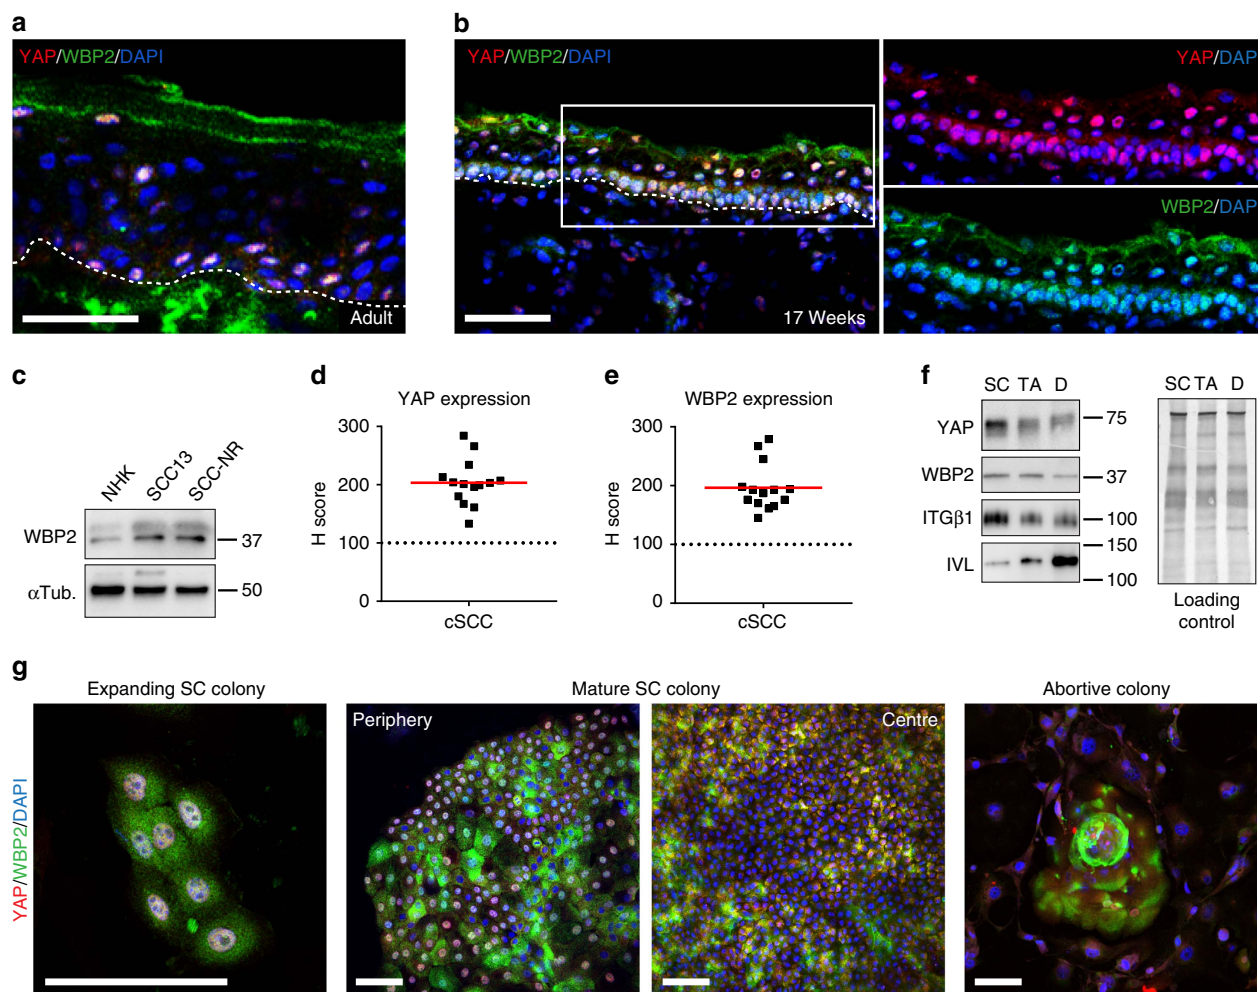 a
YAP/WBP2/DAPI
Adult
b
YAP/WBP2/DAPI
17 Weeks
YAP/DAP
WBP2/DAP
c
NHK
SCC13
SCC-NR
WBP2
37
αTub.
50
d
YAP expression
H score
300
200
100
0
cSCC
e
WBP2 expression
H score
300
200
100
0
cSCC
f
SC TA D
YAP
75
WBP2
37
ITGβ1
100
IVL
150
100
SC TA D
Loading
control
g
Expanding SC colony
Mature SC colony
Abortive colony
YAP/WBP2/DAPI
Periphery
Centre